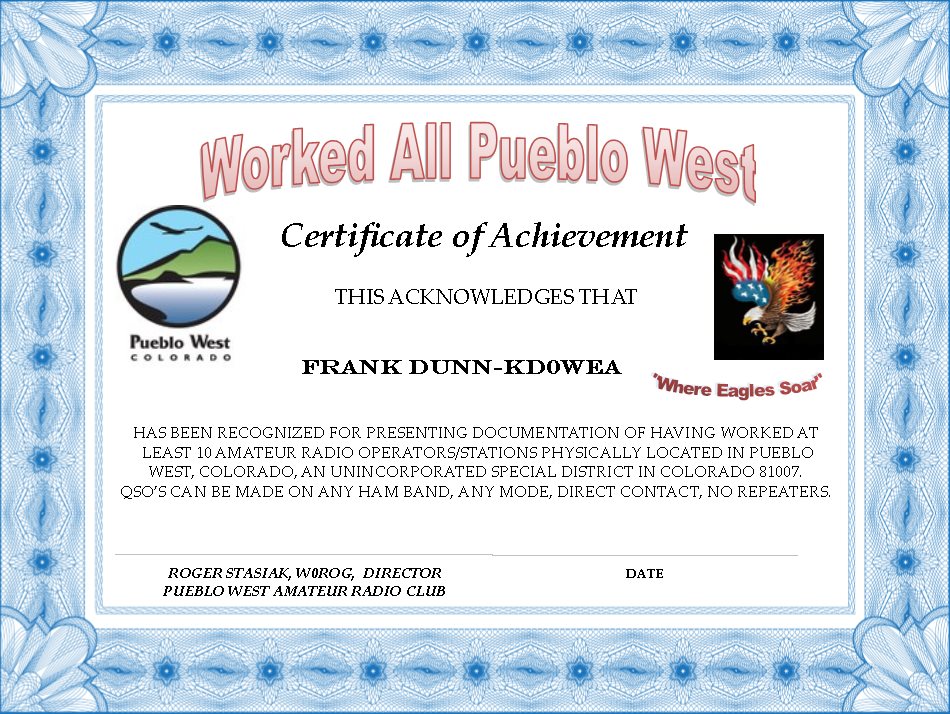 Worked All Pueblo West
Certificate of Achievement
THIS ACKNOWLEDGES THAT
Pueblo West
COLORADO
FRANK DUNN-KD0WEA
"Where Eagles Soar"
HAS BEEN RECOGNIZED FOR PRESENTING DOCUMENTATION OF HAVING WORKED AT
LEAST 10 AMATEUR RADIO OPERATORS/STATIONS PHYSICALLY LOCATED IN PUEBLO
WEST, COLORADO, AN UNINCORPORATED SPECIAL DISTRICT IN COLORADO 81007.
QSO'S CAN BE MADE ON ANY HAM BAND, ANY MODE, DIRECT CONTACT, NO REPEATERS.
ROGER STASIAK, W0ROG, DIRECTOR
PUEBLO WEST AMATEUR RADIO CLUB
DATE